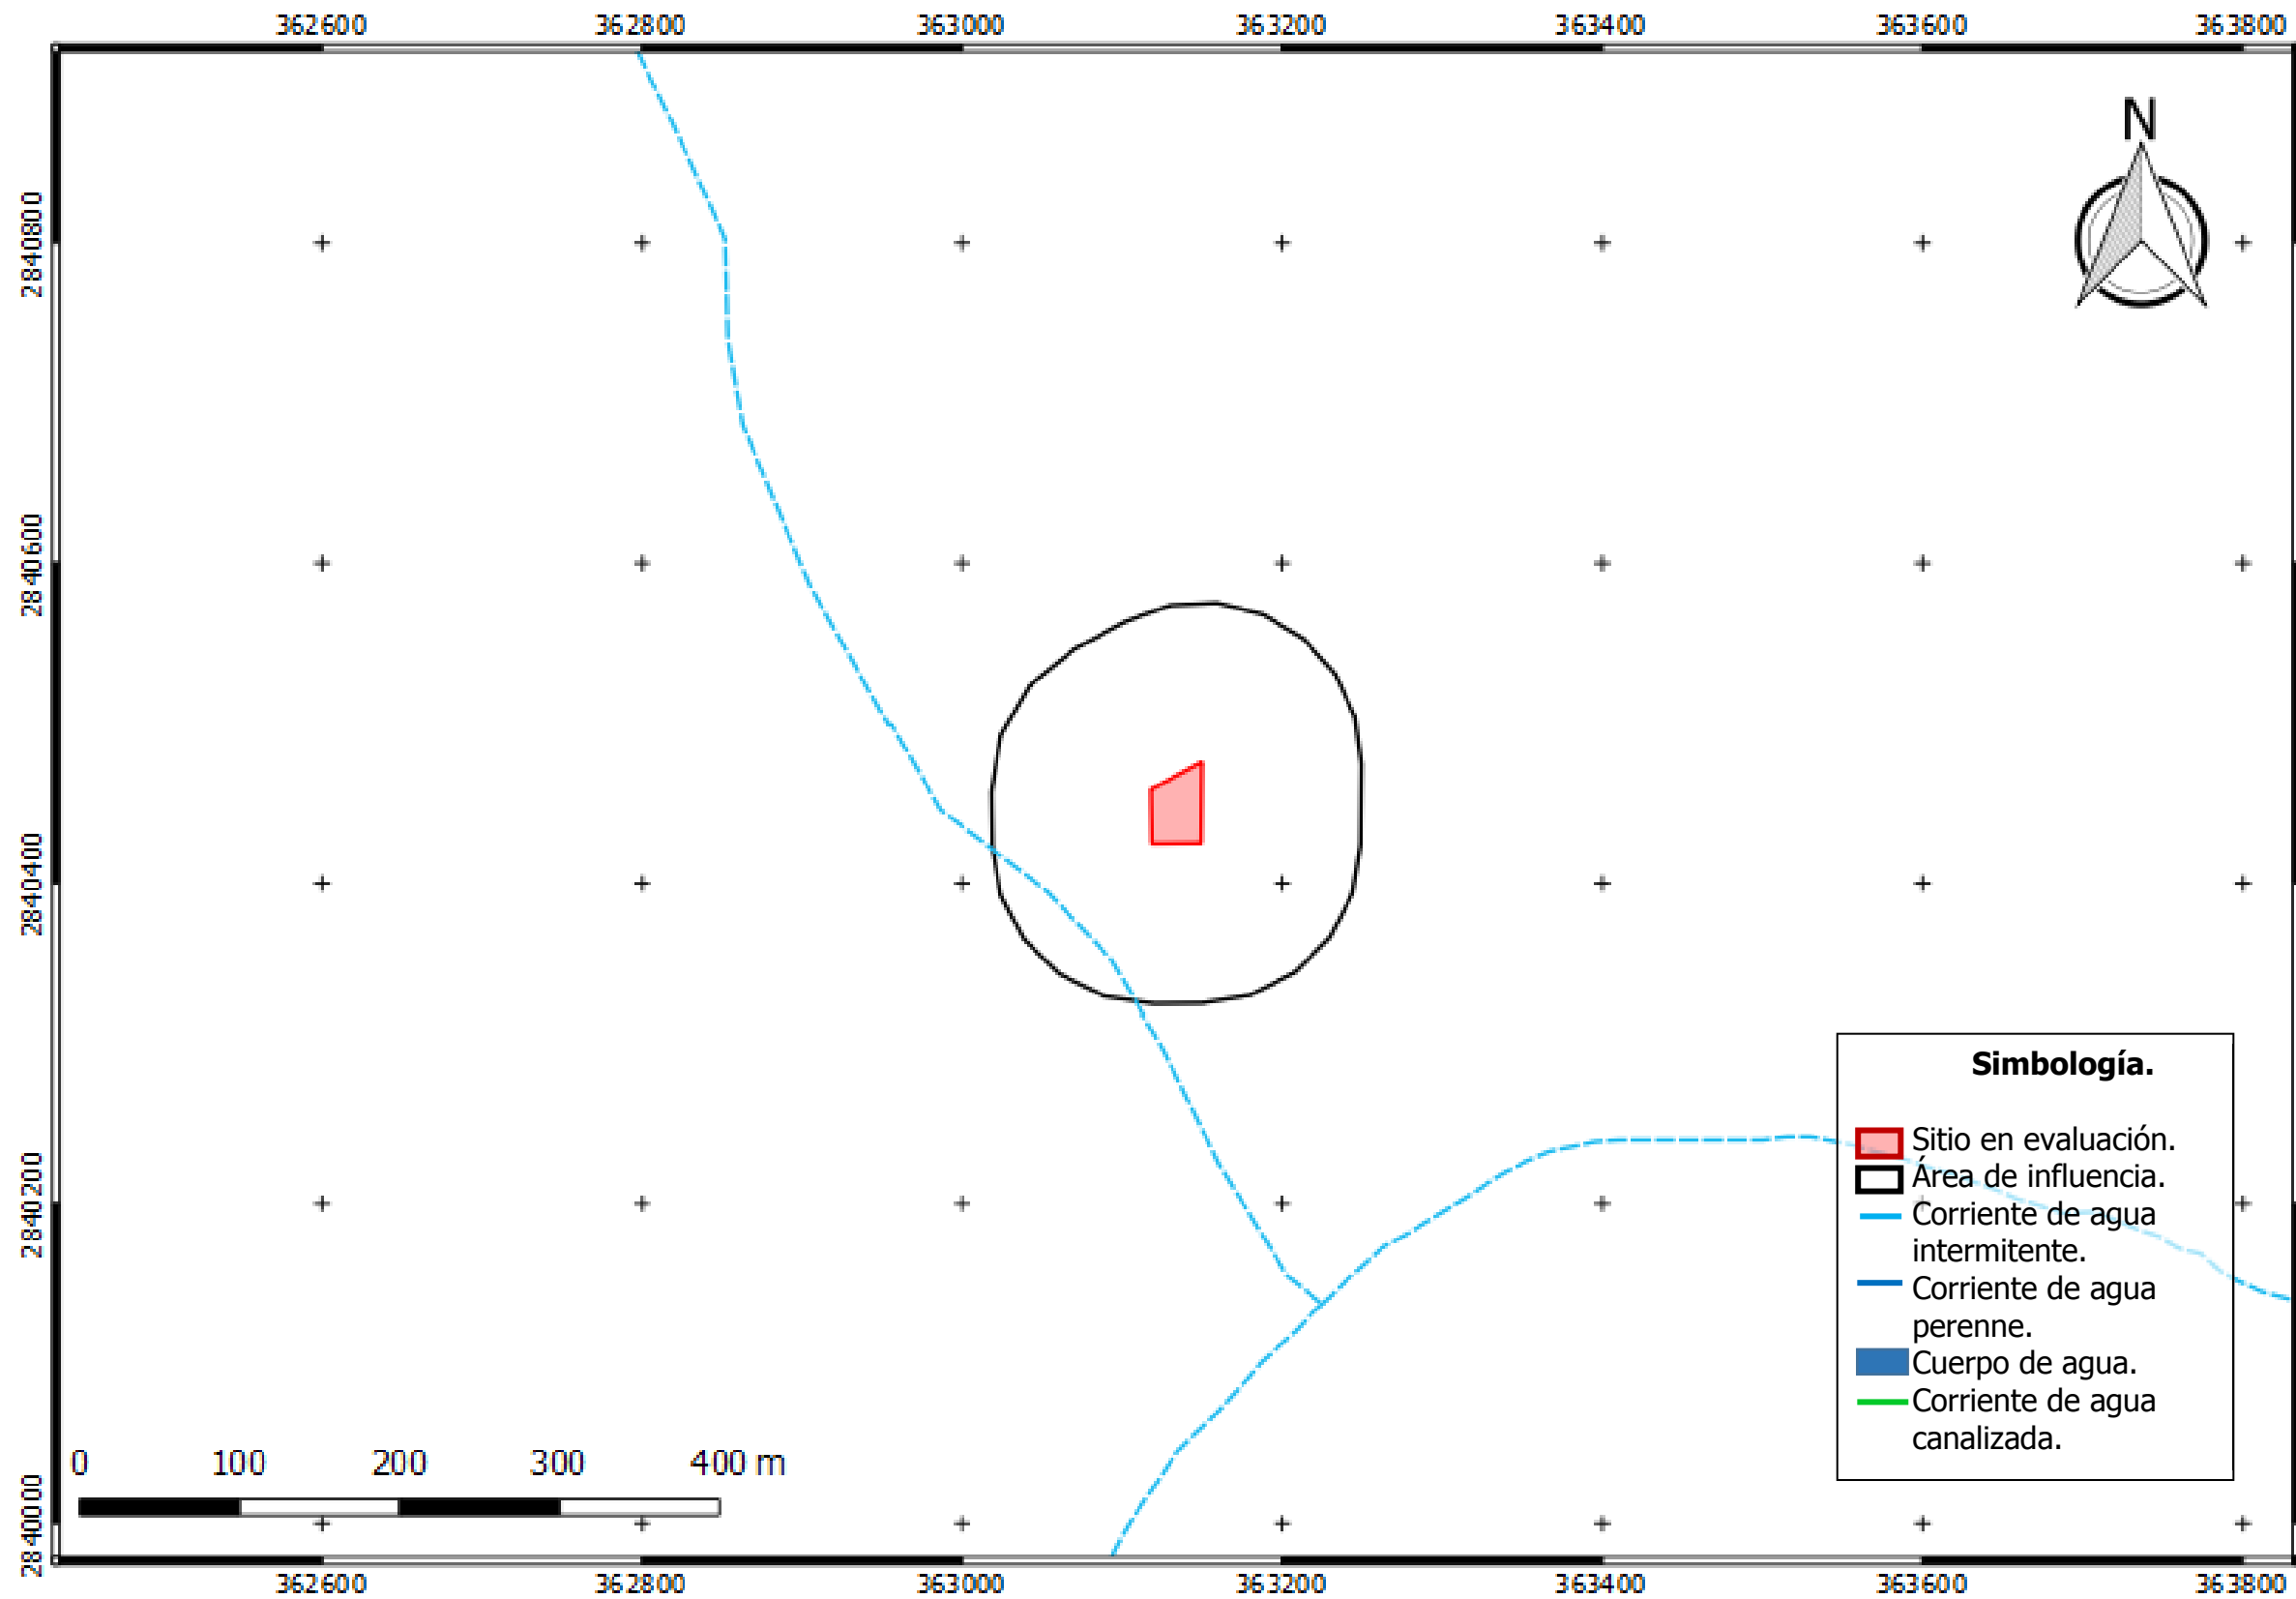 362600 362800 363000 363200 363400 363600 363800
N
2840800
2840600
2840400
2840200
2840000
Simbología.
Sitio en evaluación.
Área de influencia.
Corriente de agua
intermitente.
Corriente de agua
perenne.
Cuerpo de agua.
Corriente de agua
canalizada.
0 100 200 300 400 m
362600 362800 363000 363200 363400 363600 363800